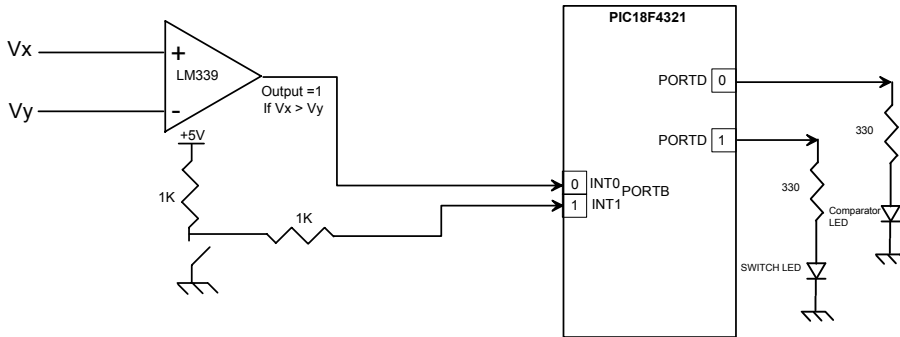 PIC18F4321
Vx
+
LM339
Vy
-
Output =1
If Vx > Vy
+5V
1K
1K
0 INT0
PORTB
1 INT1
PORTD 0
PORTD 1
330
330
Comparator
LED
SWITCH LED